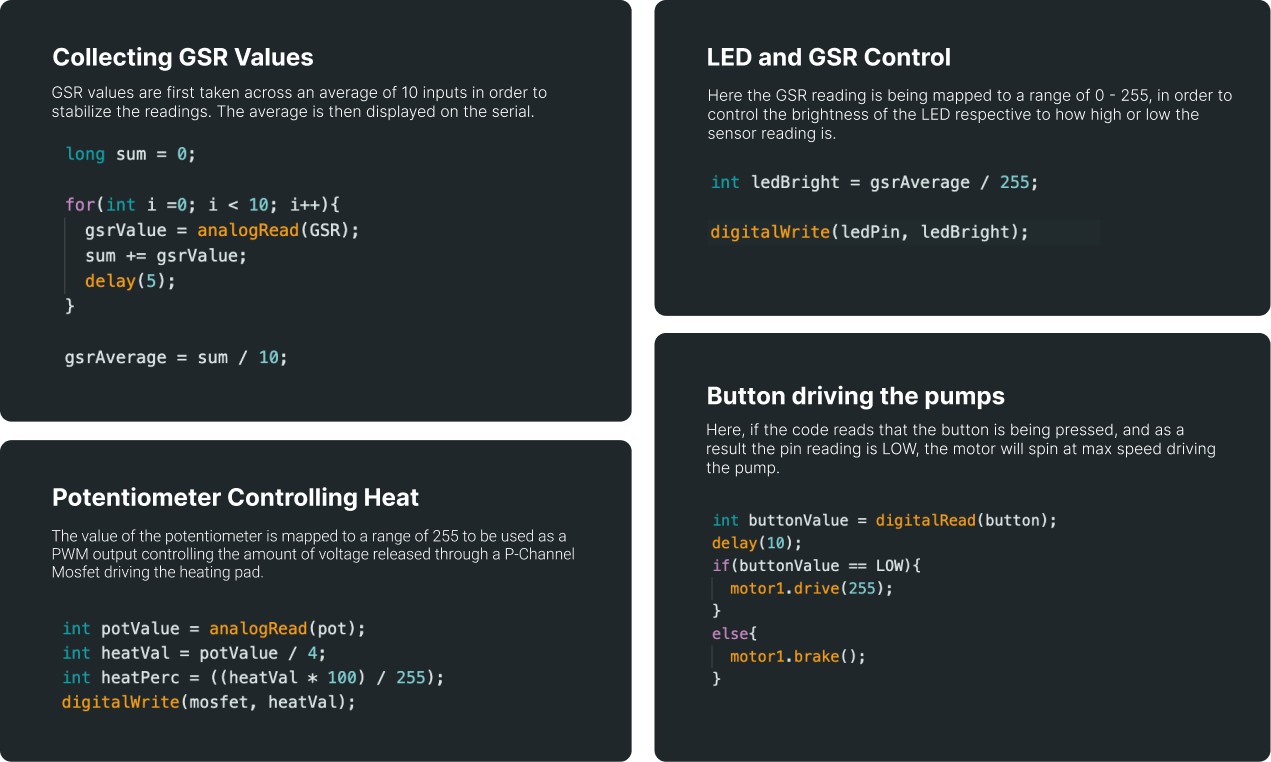 Collecting GSR Values
GSR values are first taken across an average of 10 inputs in order to
stabilize the readings. The average is then displayed on the serial.
long sum = 0;
for(int i =0; i < 10; i++){
gsrValue = analogRead(GSR);
sum += gsrValue;
delay(5);
}
gsrAverage = sum / 10;
Potentiometer Controlling Heat
The value of the potentiometer is mapped to a range of 255 to be used as a
PWM output controlling the amount of voltage released through a P-Channel
Mosfet driving the heating pad.
int potValue = analogRead(pot);
int heatVal = potValue / 4;
int heatPerc = ((heatVal * 100) / 255);
digitalWrite(mosfet, heatVal);
LED and GSR Control
Here the GSR reading is being mapped to a range of 0 - 255, in order to
control the brightness of the LED respective to how high or low the
sensor reading is.
int ledBright = gsrAverage / 255;
digitalWrite(ledPin, ledBright);
Button driving the pumps
Here, if the code reads that the button is being pressed, and as a
result the pin reading is LOW, the motor will spin at max speed driving
the pump.
int buttonValue = digitalRead(button);
delay(10);
if(buttonValue == LOW){
motor1.drive(255);
}
else{
motor1.brake();
}